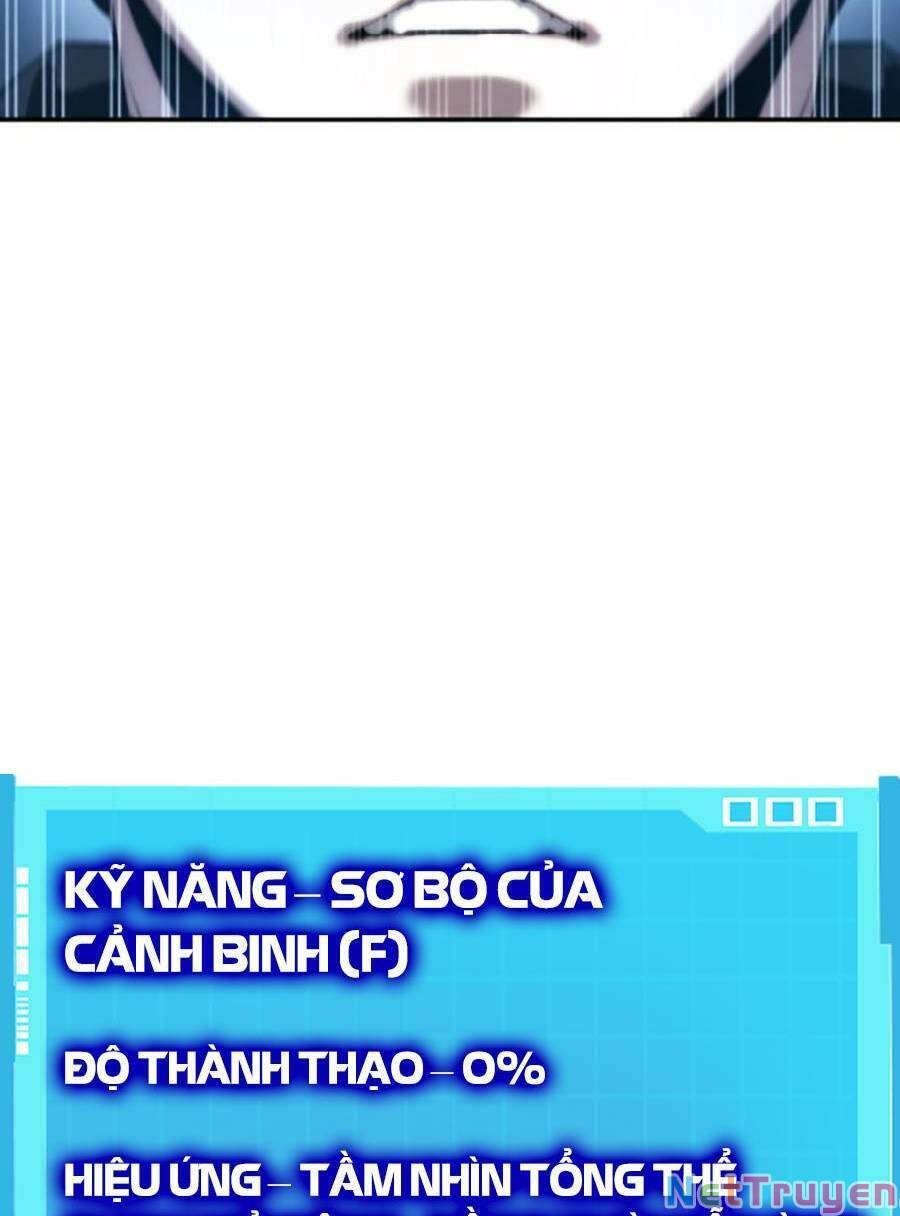 KỸ NĂNG – SƠ BỘ CỦA
CẢNH BINH (F)
ĐỘ THÀNH THẠO – 0%
HIỆU ỨNG – TẦM NHÌN TỔNG THỂ
NetTruyen